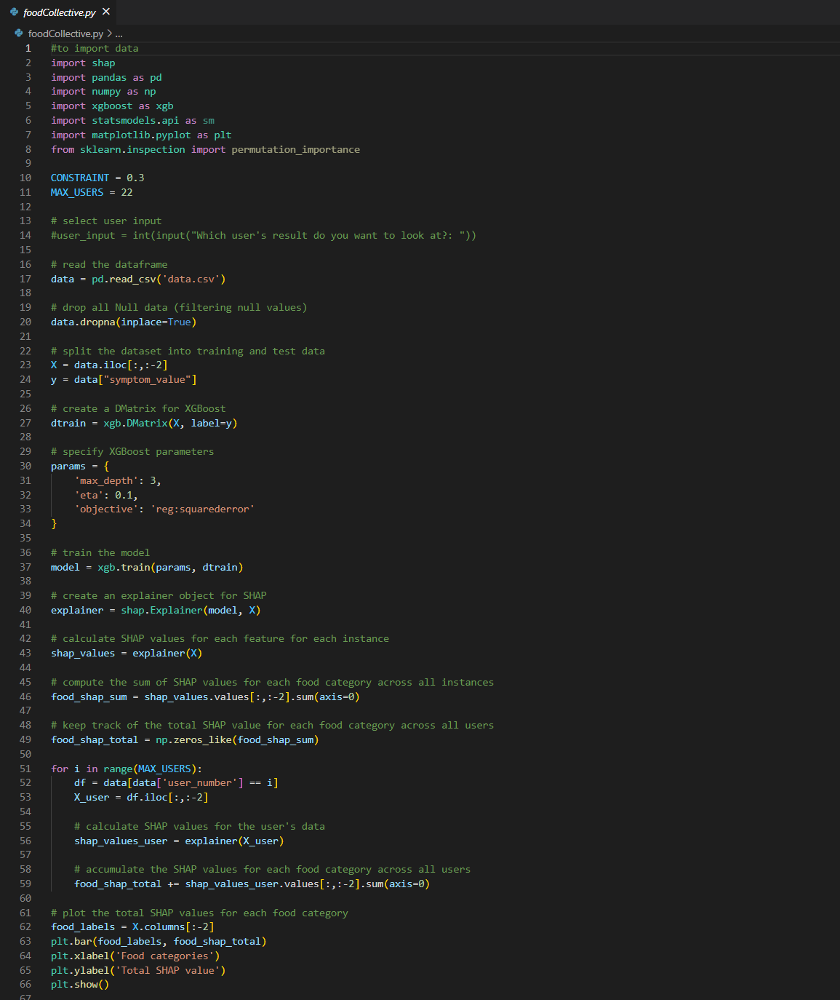 foodCollective.py
foodCollective.py > ...
1 #to import data
2 import shap
3 import pandas as pd
4 import numpy as np
5 import xgboost as xgb
6 import statsmodels.api as sm
7 import matplotlib.pyplot as plt
8 from sklearn.inspection import permutation_importance
9
10 CONSTRAINT = 0.3
11 MAX_USERS = 22
12
13 # select user input
14 #user_input = int(input("Which user's result do you want to look at?: "))
15
16 # read the dataframe
17 data = pd.read_csv('data.csv')
18
19 # drop all Null data (filtering null values)
20 data.dropna(inplace=True)
21
22 # split the dataset into training and test data
23 X = data.iloc[:,:-2]
24 y = data["symptom_value"]
25
26 # create a DMatrix for XGBoost
27 dtrain = xgb.DMatrix(X, label=y)
28
29 # specify XGBoost parameters
30 params = {
31     'max_depth': 3,
32     'eta': 0.1,
33     'objective': 'reg:squarederror'
34 }
35
36 # train the model
37 model = xgb.train(params, dtrain)
38
39 # create an explainer object for SHAP
40 explainer = shap.Explainer(model, X)
41
42 # calculate SHAP values for each feature for each instance
43 shap_values = explainer(X)
44
45 # compute the sum of SHAP values for each food category across all instances
46 food_shap_sum = shap_values.values[:,:-2].sum(axis=0)
47
48 # keep track of the total SHAP value for each food category across all users
49 food_shap_total = np.zeros_like(food_shap_sum)
50
51 for i in range(MAX_USERS):
52     df = data[data['user_number'] == i]
53     X_user = df.iloc[:,:-2]
54
55     # calculate SHAP values for the user's data
56     shap_values_user = explainer(X_user)
57
58     # accumulate the SHAP values for each food category across all users
59     food_shap_total += shap_values_user.values[:,:-2].sum(axis=0)
60
61 # plot the total SHAP values for each food category
62 food_labels = X.columns[:-2]
63 plt.bar(food_labels, food_shap_total)
64 plt.xlabel('Food categories')
65 plt.ylabel('Total SHAP value')
66 plt.show()
67